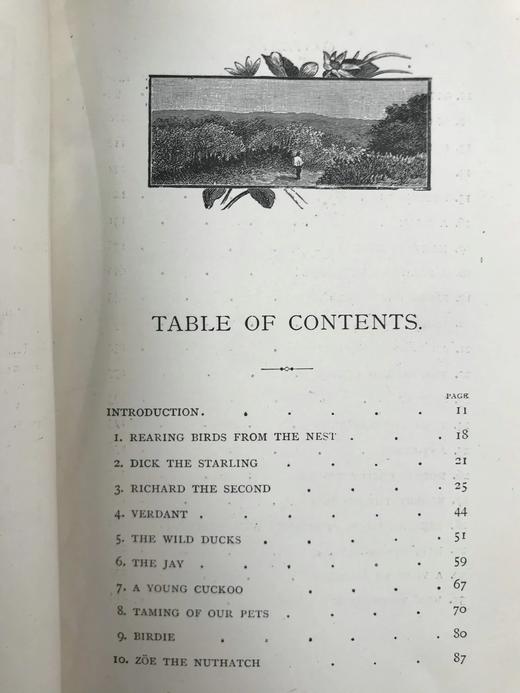 TABLE OF CONTENTS.
PAGE
INTRODUCTION. . . . . . 11
1. REARING BIRDS FROM THE NEST . . . 18
2. DICK THE STARLING . . . . 21
3. RICHARD THE SECOND . . . . 25
4. VERDANT . . . . . . 44
5. THE WILD DUCKS . . . . . 51
6. THE JAY . . . . . . 59
7. A YOUNG CUCKOO . . . . 67
8. TAMING OF OUR PETS . . . . 70
9. BIRDIE . . . . . . 80
10. ZÖE THE NUTHATCH . . . 87